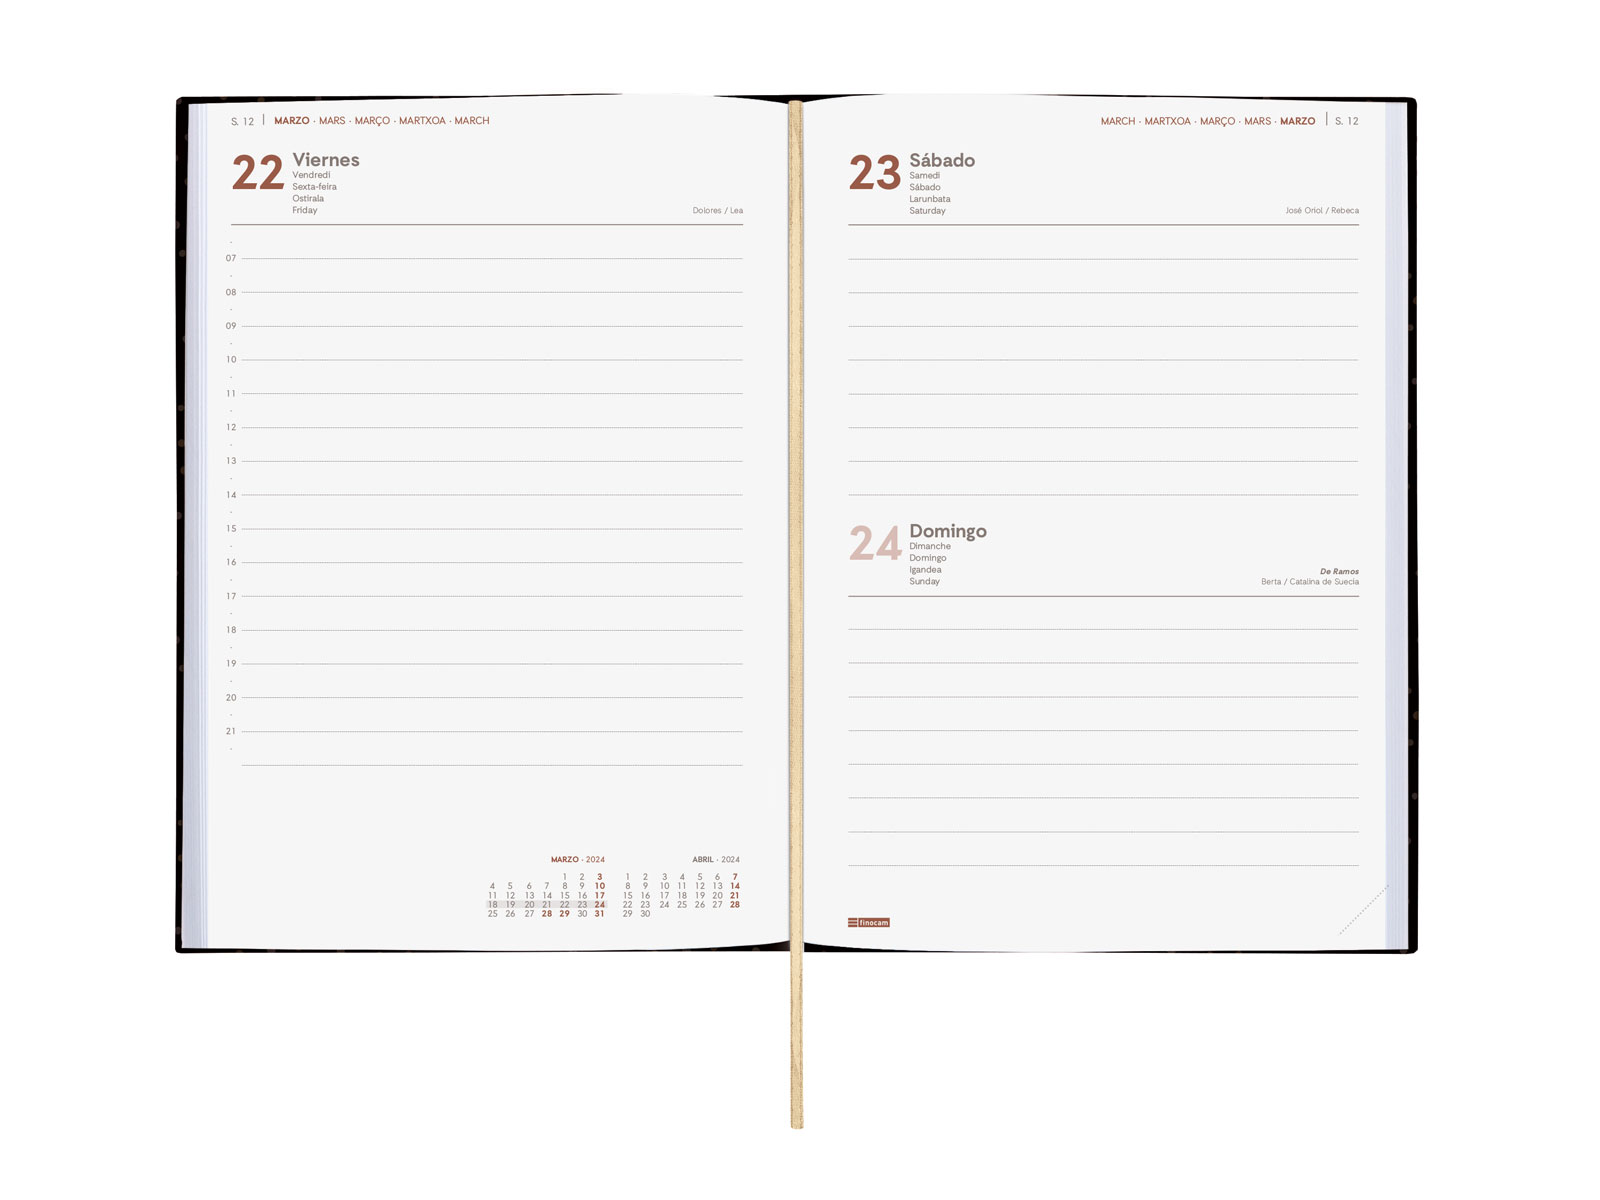 S. 12 | MARZO · MARS · MARÇO · MARTXOA · MARCH
22 Viernes
Vendredi
Sexta-feira
Ostirala
Friday
Dolores / Lea
07
08
09
10
11
12
13
14
15
16
17
18
19
20
21
MARZO · 2024
1 2 3
4 5 6 7 8 9 10
11 12 13 14 15 16 17
18 19 20 21 22 23 24
25 26 27 28 29 30 31
ABRIL · 2024
1 2 3 4 5 6 7
8 9 10 11 12 13 14
15 16 17 18 19 20 21
22 23 24 25 26 27 28
29 30
MARCH · MARTXOA · MARÇO · MARS · MARZO | S. 12
23 Sábado
Samedi
Sábado
Larunbata
Saturday
José Oriol / Rebeca
24 Domingo
Dimanche
Domingo
Igandea
Sunday
De Ramos
Berta / Catalina de Suecia
finocam